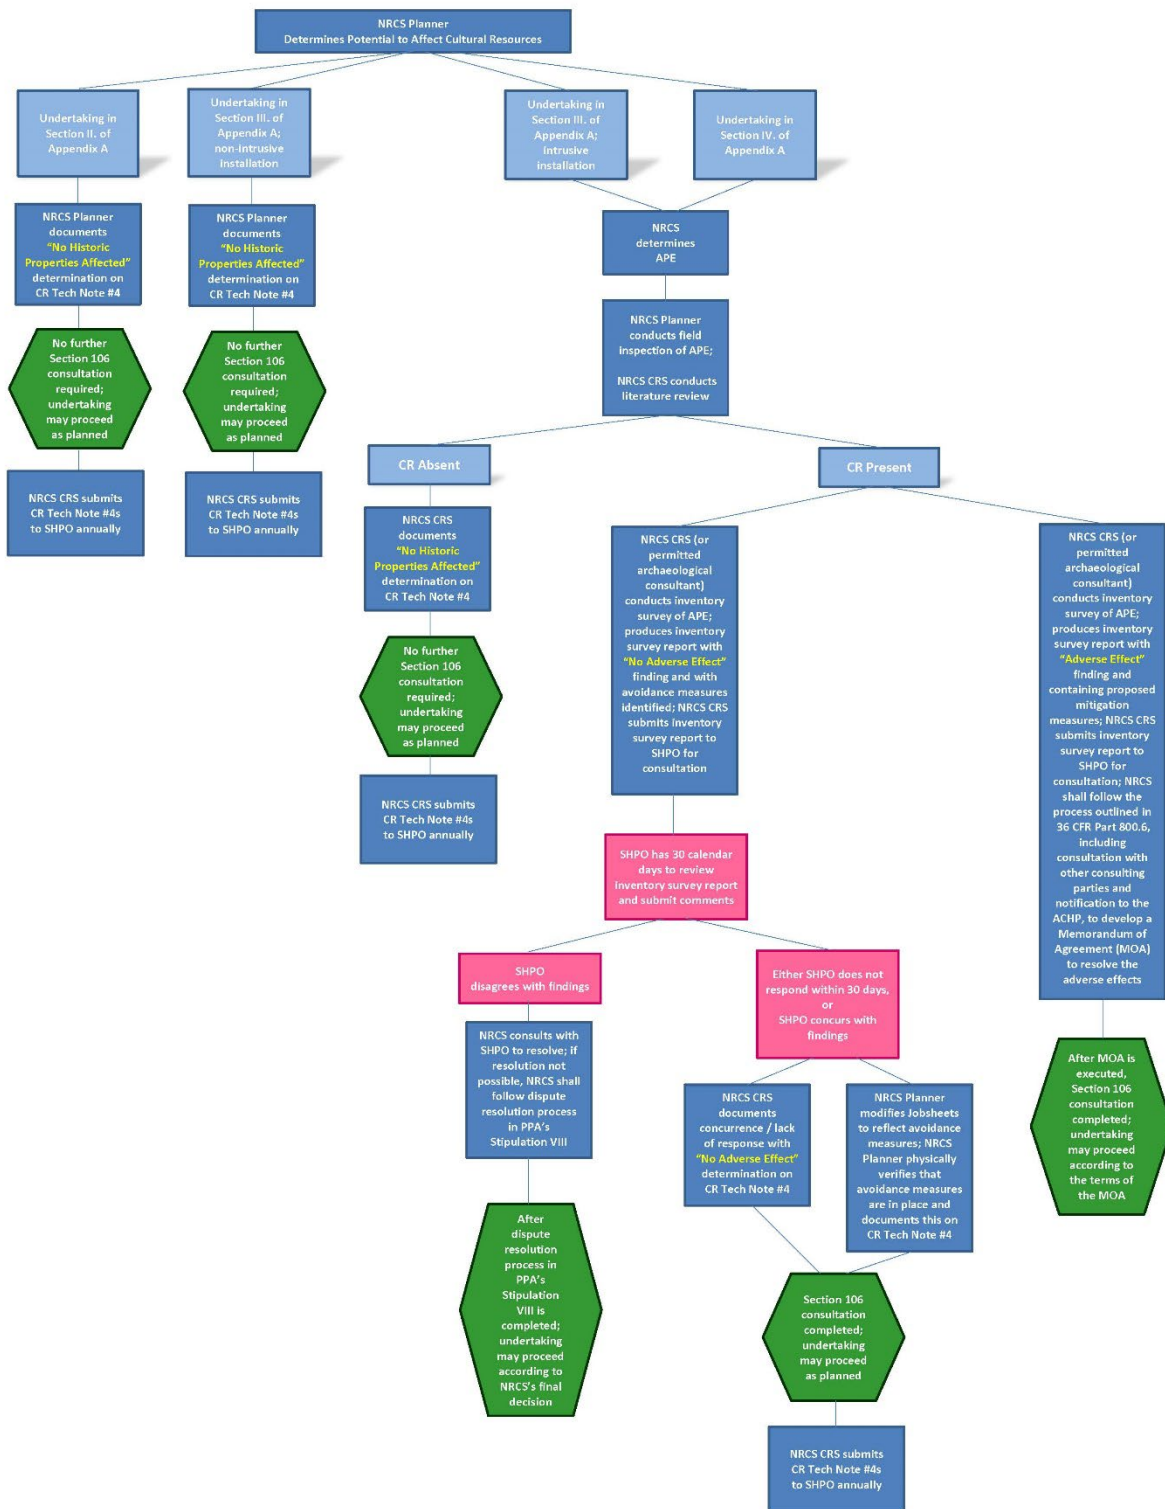 NRCS Planner
Determines Potential to Affect Cultural Resources
Undertaking in
Section II. of
Appendix A
Undertaking in
Section III. of
Appendix A;
non-intrusive
installation
Undertaking in
Section III. of
Appendix A;
intrusive
installation
Undertaking in
Section IV. of
Appendix A
NRCS Planner
documents
“No Historic
Properties Affected”
determination on
CR Tech Note #4
NRCS Planner
documents
“No Historic
Properties Affected”
determination on
CR Tech Note #4
NRCS
determines
APE
No further
Section 106
consultation
required;
undertaking
may proceed
as planned
No further
Section 106
consultation
required;
undertaking
may proceed
as planned
NRCS Planner
conducts field
inspection of APE;
NRCS CRS conducts
literature review
NRCS CRS submits
CR Tech Note #4s
to SHPO annually
NRCS CRS submits
CR Tech Note #4s
to SHPO annually
CR Absent
CR Present
NRCS CRS
documents
“No Historic
Properties Affected”
determination on
CR Tech Note #4
No further
Section 106
consultation
required;
undertaking
may proceed
as planned
NRCS CRS submits
CR Tech Note #4s
to SHPO annually
NRCS CRS (or
permitted
archaeological
consultant)
conducts inventory
survey of APE;
produces inventory
survey report with
“No Adverse Effect”
finding and with
avoidance measures
identified; NRCS CRS
submits inventory
survey report to
SHPO for
consultation
NRCS CRS (or
permitted
archaeological
consultant)
conducts inventory
survey of APE;
produces inventory
survey report with
“Adverse Effect”
finding and
containing proposed
mitigation
measures; NRCS CRS
submits inventory
survey report to
SHPO for
consultation; NRCS
shall follow the
process outlined in
36 CFR Part 800.6,
including
consultation with
other consulting
parties and
notification to the
ACHP, to develop a
Memorandum of
Agreement (MOA)
to resolve the
adverse effects
SHPO has 30 calendar
days to review
inventory survey report
and submit comments
SHPO
disagrees with findings
Either SHPO does not
respond within 30 days,
or
SHPO concurs with
findings
NRCS consults with
SHPO to resolve; if
resolution not
possible, NRCS shall
follow dispute
resolution process
in PPA’s
Stipulation VIII
NRCS CRS
documents
concurrence / lack
of response with
“No Adverse Effect”
determination on
CR Tech Note #4
NRCS Planner
modifies Jobsheets
to reflect avoidance
measures; NRCS
Planner physically
verifies that
avoidance measures
are in place and
documents this on
CR Tech Note #4
After MOA is
executed,
Section 106
consultation
completed;
undertaking
may proceed
according to
the terms of
the MOA
After
dispute
resolution
process in
PPA’s
Stipulation
VIII is
completed;
undertaking
may proceed
according to
NRCS’s final
decision
Section 106
consultation
completed;
undertaking
may proceed
as planned
NRCS CRS submits
CR Tech Note #4s
to SHPO annually